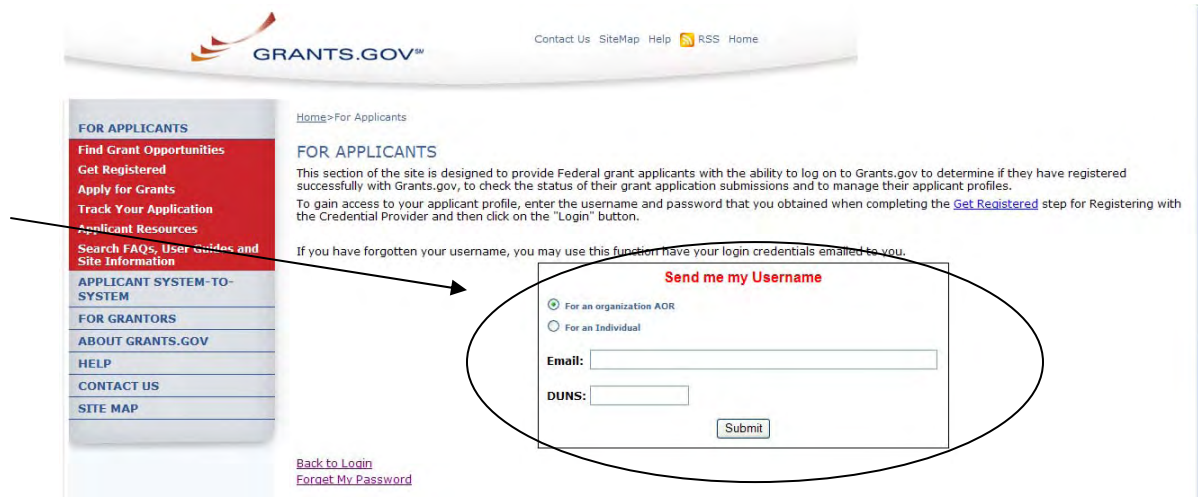 GRANTS.GOV℠
Contact Us SiteMap Help RSS Home
FOR APPLICANTS
Find Grant Opportunities
Get Registered
Apply for Grants
Track Your Application
Applicant Resources
Search FAQs, User Guides and
Site Information
APPLICANT SYSTEM-TO-
SYSTEM
FOR GRANTORS
ABOUT GRANTS.GOV
HELP
CONTACT US
SITE MAP
Home>For Applicants
FOR APPLICANTS
This section of the site is designed to provide Federal grant applicants with the ability to log on to Grants.gov to determine if they have registered
successfully with Grants.gov, to check the status of their grant application submissions and to manage their applicant profiles.
To gain access to your applicant profile, enter the username and password that you obtained when completing the Get Registered step for Registering with
the Credential Provider and then click on the "Login" button.
If you have forgotten your username, you may use this function have your login credentials emailed to you.
Send me my Username
For an organization AOR
For an Individual
Email:
DUNS:
Submit
Back to Login
Forget My Password